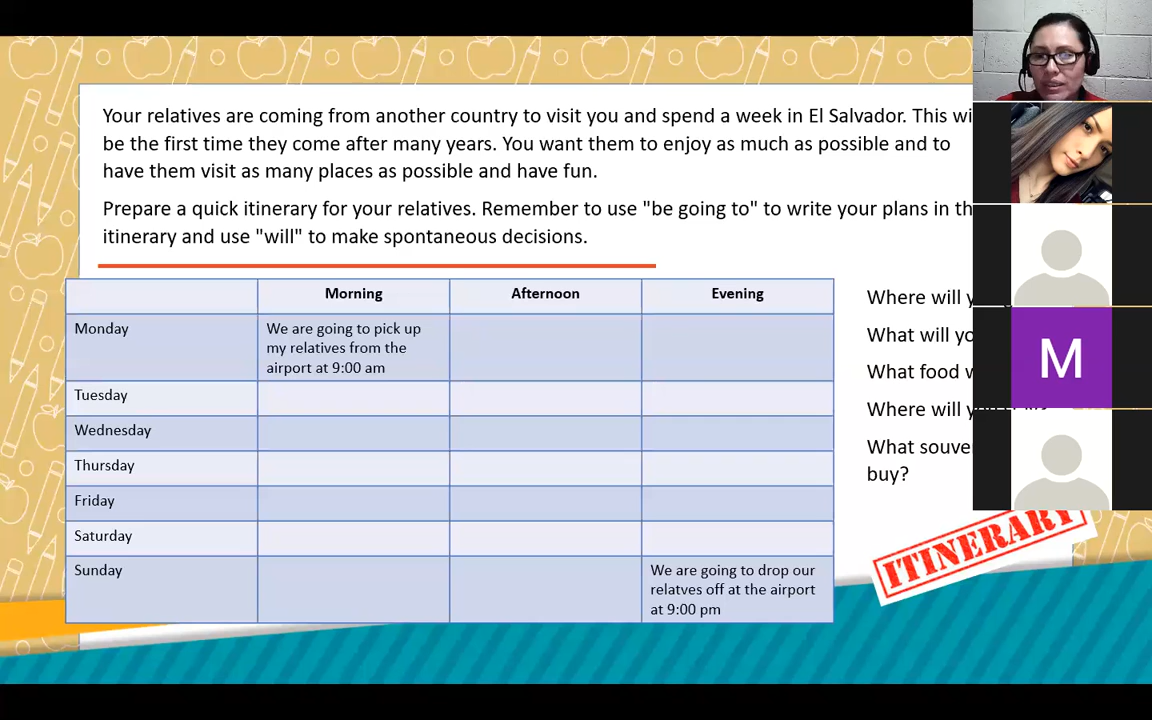 Your relatives are coming from another country to visit you and spend a week in El Salvador. This
be the first time they come after many years. You want them to enjoy as much as possible and to
have them visit as many places as possible and have fun.
Prepare a quick itinerary for your relatives. Remember to use "be going to" to write your plans in
itinerary and use "will" to make spontaneous decisions.
Morning Afternoon Evening
Monday
We are going to pick up
my relatives from the
airport at 9:00 am
Tuesday
Wednesday
Thursday
Friday
Saturday
Sunday
We are going to drop our
relatves off at the airport
at 9:00 pm
Where will
What will
What food
Where will
What
buy?
ITINERARY
M